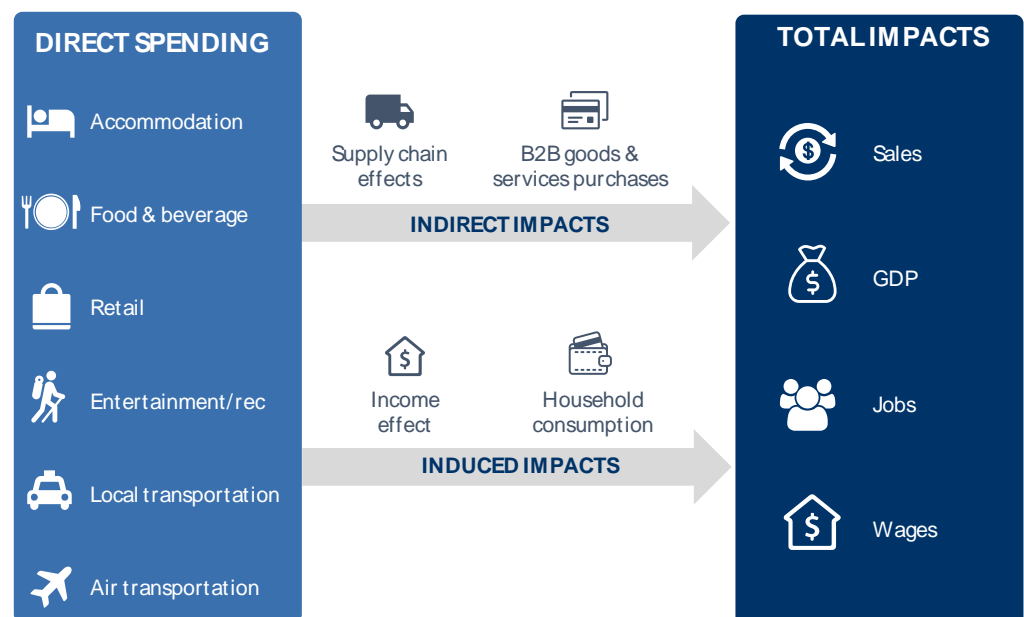 DIRECT SPENDING
Accommodation
Food & beverage
Retail
Entertainment/rec
Local transportation
Air transportation
Supply chain
effects
B2B goods &
services purchases
INDIRECT IMPACTS
Income
effect
Household
consumption
INDUCED IMPACTS
TOTAL IMPACTS
Sales
GDP
Jobs
Wages